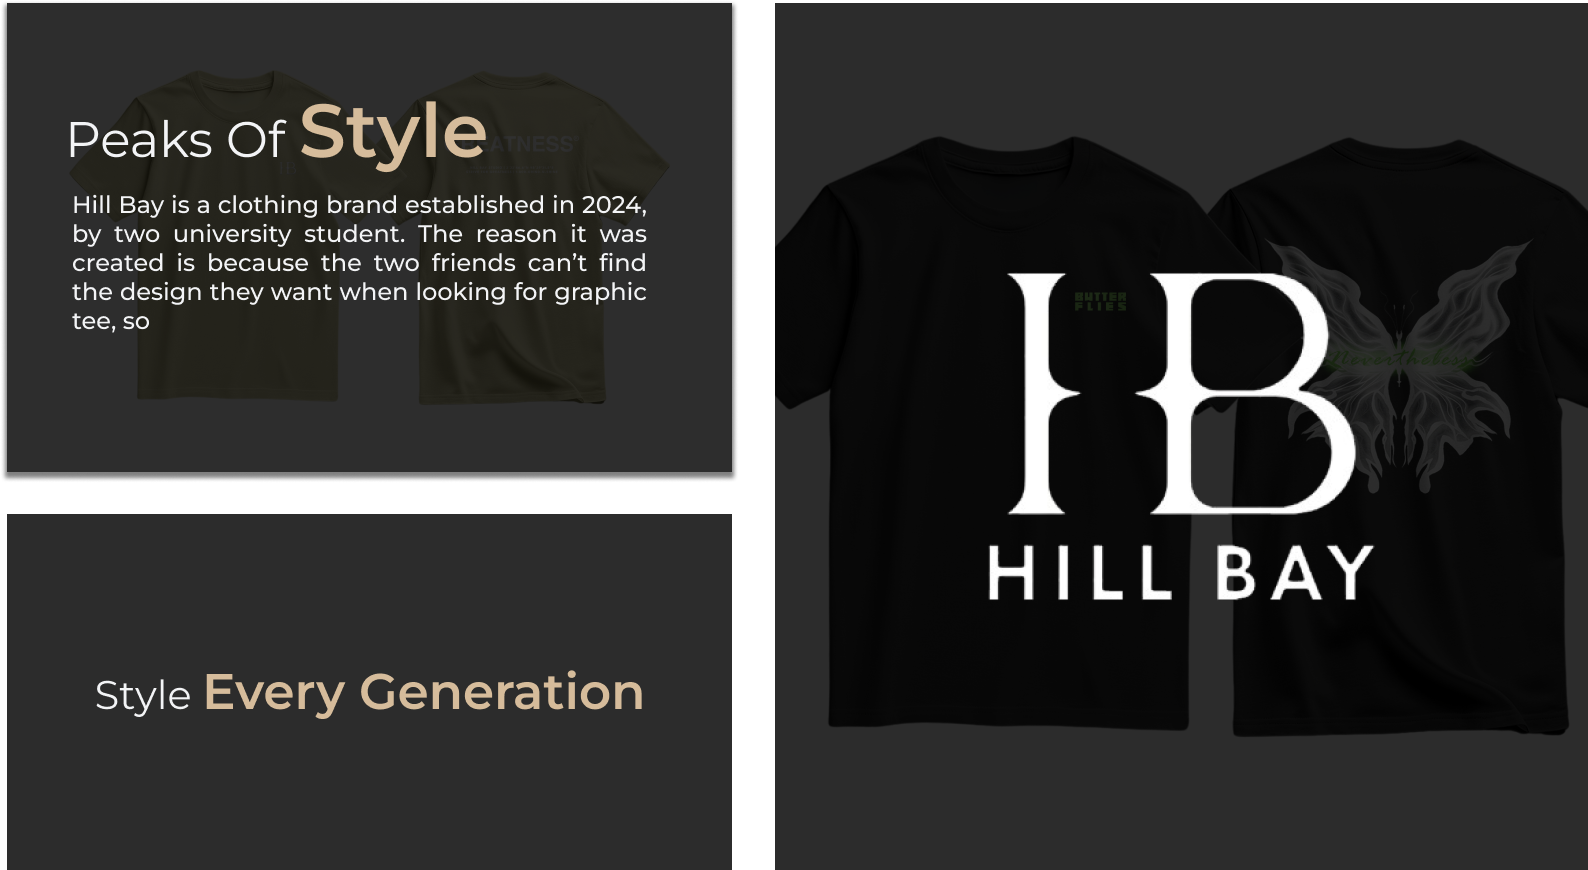 Peaks Of Style
Hill Bay is a clothing brand established in 2024,
by two university student. The reason it was
created is because the two friends can’t find
the design they want when looking for graphic
tee, so
Style Every Generation
BUTTER
FLIES
Nevertheless
HB
HILL BAY